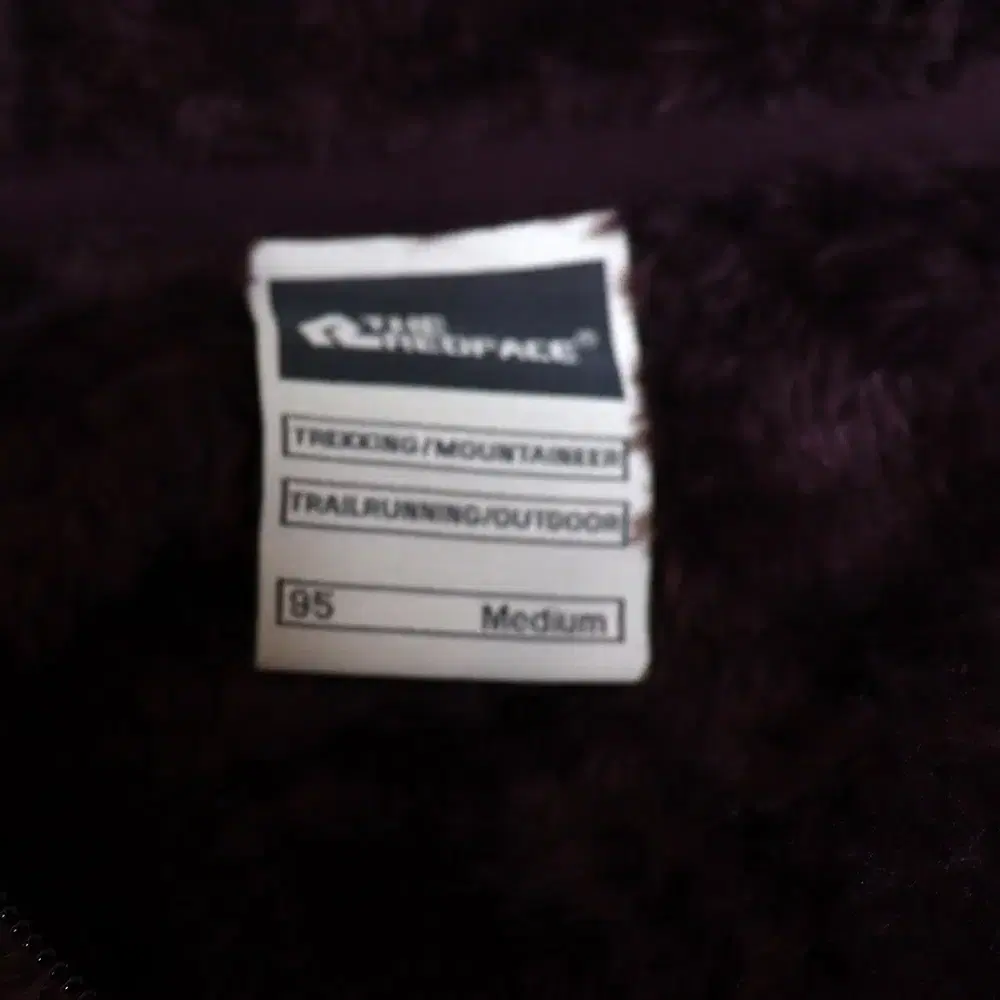 THE
REDFACE®
TREKKING/MOUNTAINEER
TRAILRUNNING/OUTDOOR
95 Medium